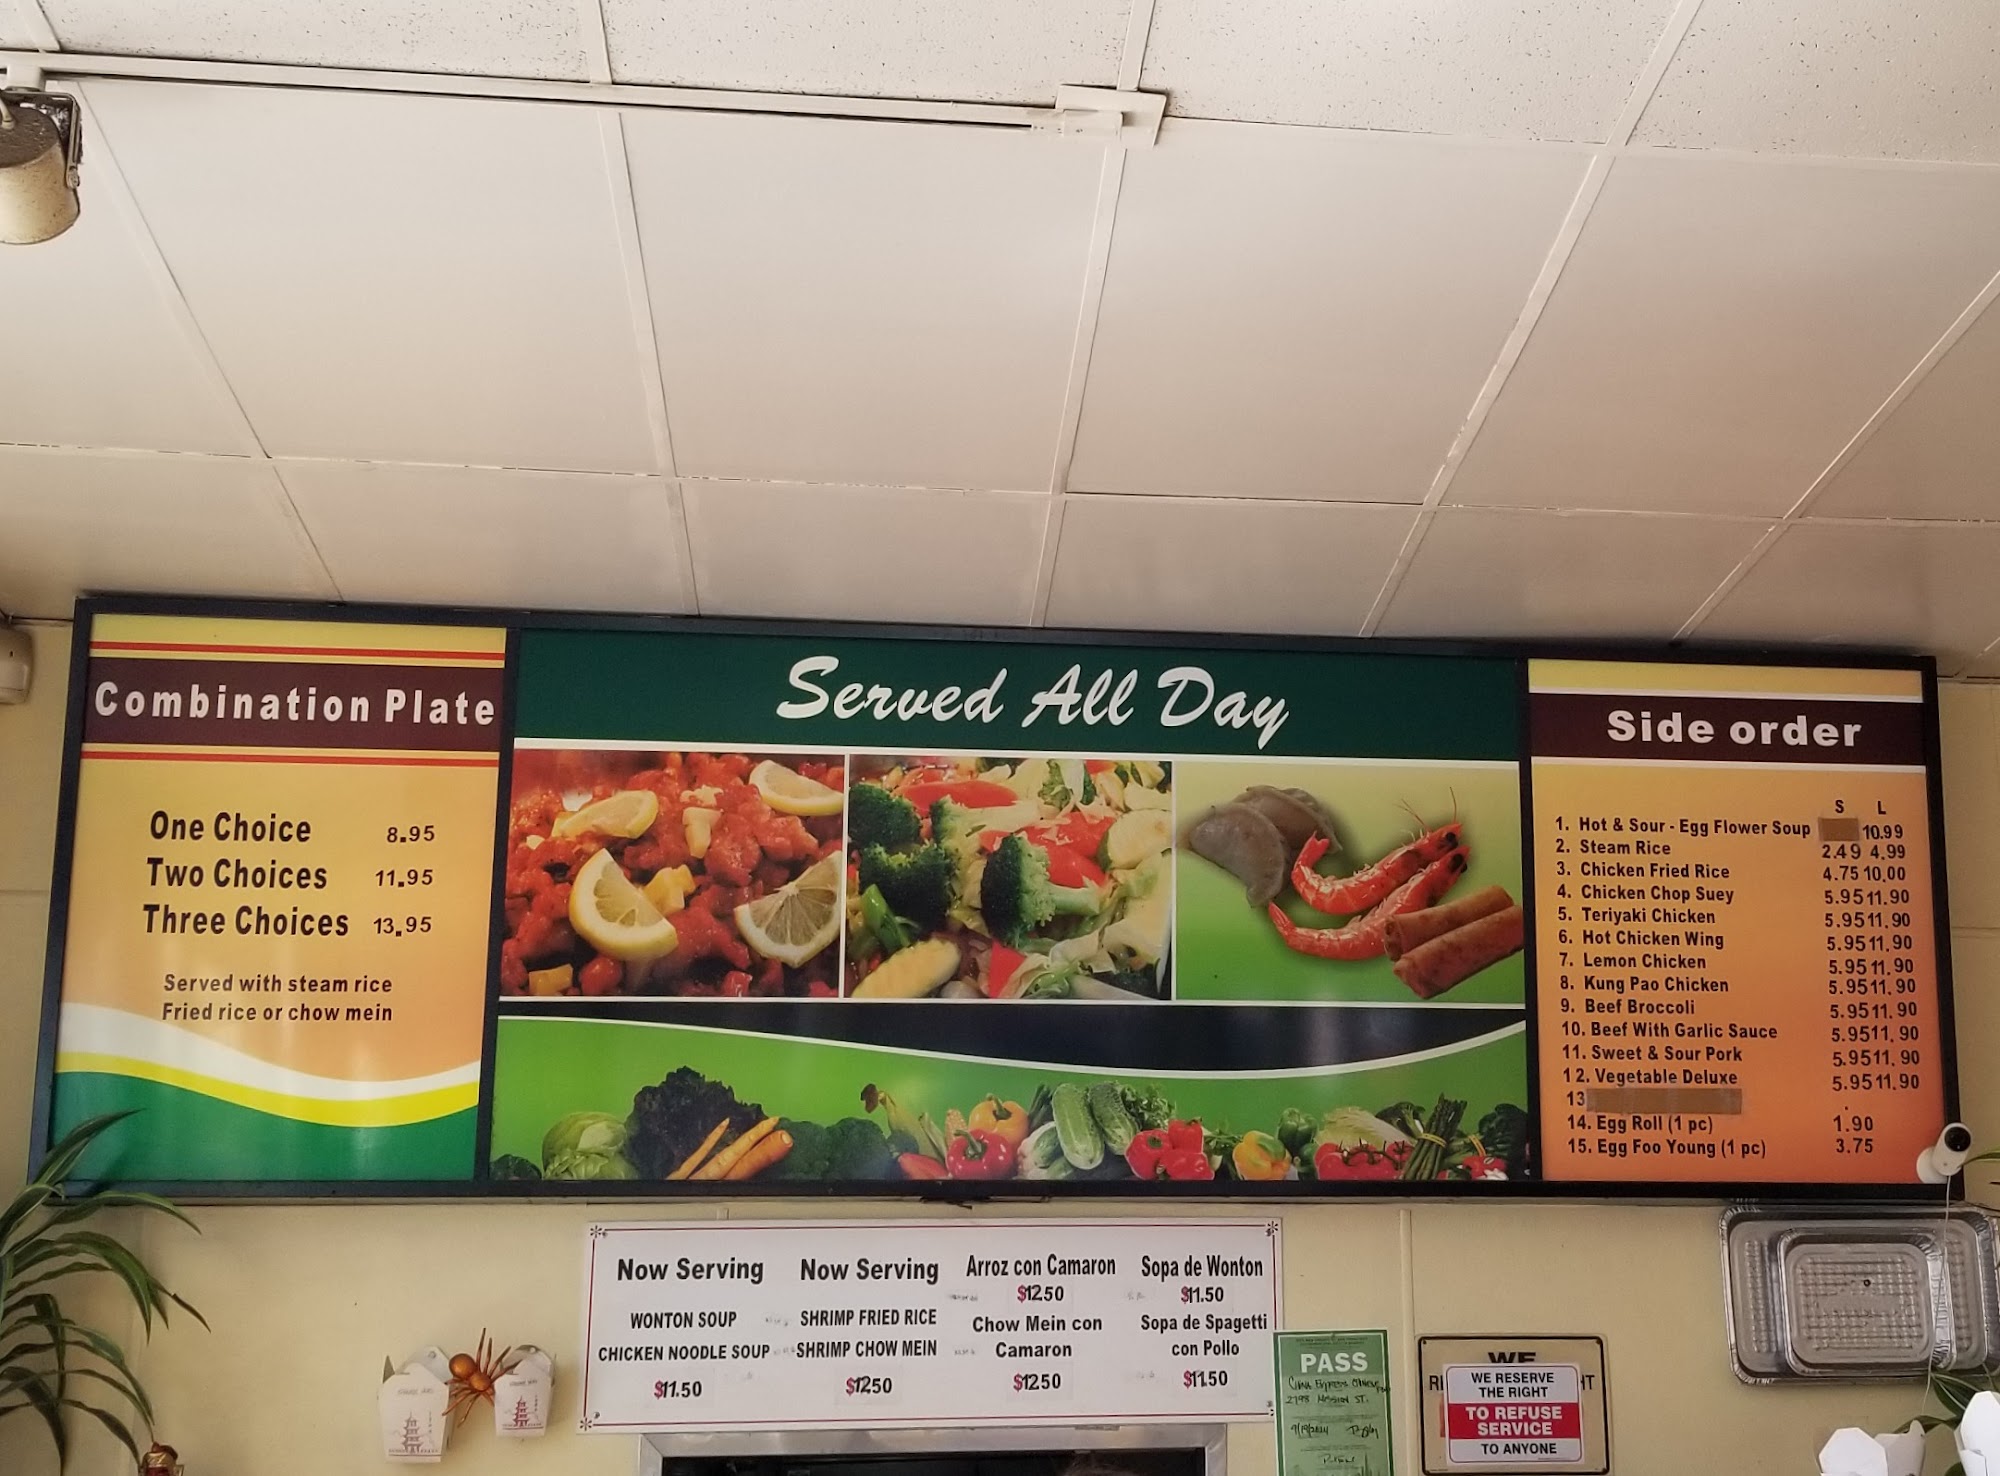 Combination Plate
One Choice 8.95
Two Choices 11.95
Three Choices 13.95
Served with steam rice
Fried rice or chow mein
Served All Day
Side order
S L
1. Hot & Sour - Egg Flower Soup 10.99
2. Steam Rice 2.49 4.99
3. Chicken Fried Rice 4.75 10.00
4. Chicken Chop Suey 5.95 11.90
5. Teriyaki Chicken 5.95 11.90
6. Hot Chicken Wing 5.95 11.90
7. Lemon Chicken 5.95 11.90
8. Kung Pao Chicken 5.95 11.90
9. Beef Broccoli 5.95 11.90
10. Beef With Garlic Sauce 5.95 11.90
11. Sweet & Sour Pork 5.95 11.90
12. Vegetable Deluxe 5.95 11.90
13
14. Egg Roll (1 pc) 1.90
15. Egg Foo Young (1 pc) 3.75
Now Serving
WONTON SOUP
CHICKEN NOODLE SOUP
$11.50
Now Serving
SHRIMP FRIED RICE
SHRIMP CHOW MEIN
$12.50
Arroz con Camaron
$12.50
Chow Mein con
Camaron
$12.50
Sopa de Wonton
$11.50
Sopa de Spagetti
con Pollo
$11.50
PASS
MISSION ST.
WE
WE RESERVE
THE RIGHT
TO REFUSE
SERVICE
TO ANYONE